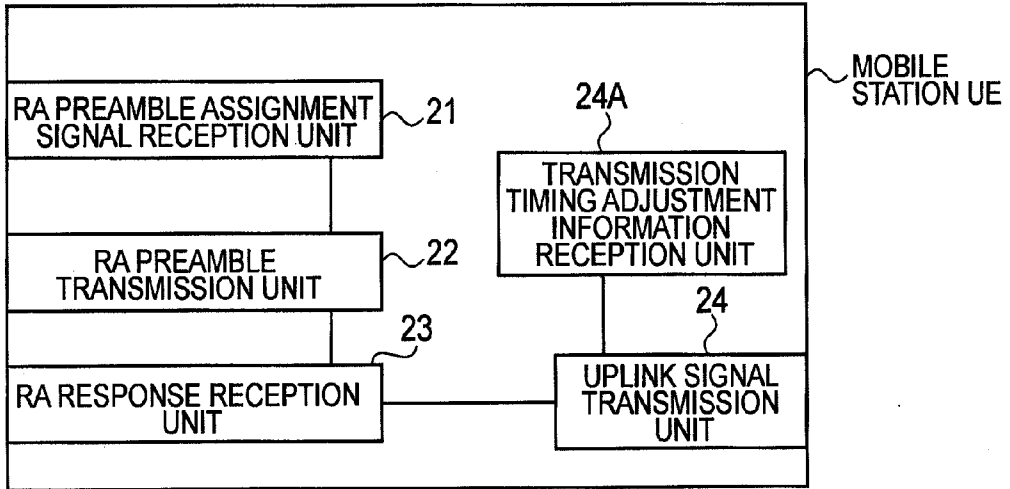 MOBILE
STATION UE
RA PREAMBLE ASSIGNMENT
SIGNAL RECEPTION UNIT
21
24A
TRANSMISSION
TIMING ADJUSTMENT
INFORMATION
RECEPTION UNIT
RA PREAMBLE
TRANSMISSION UNIT
22
23
RA RESPONSE RECEPTION
UNIT
24
UPLINK SIGNAL
TRANSMISSION
UNIT